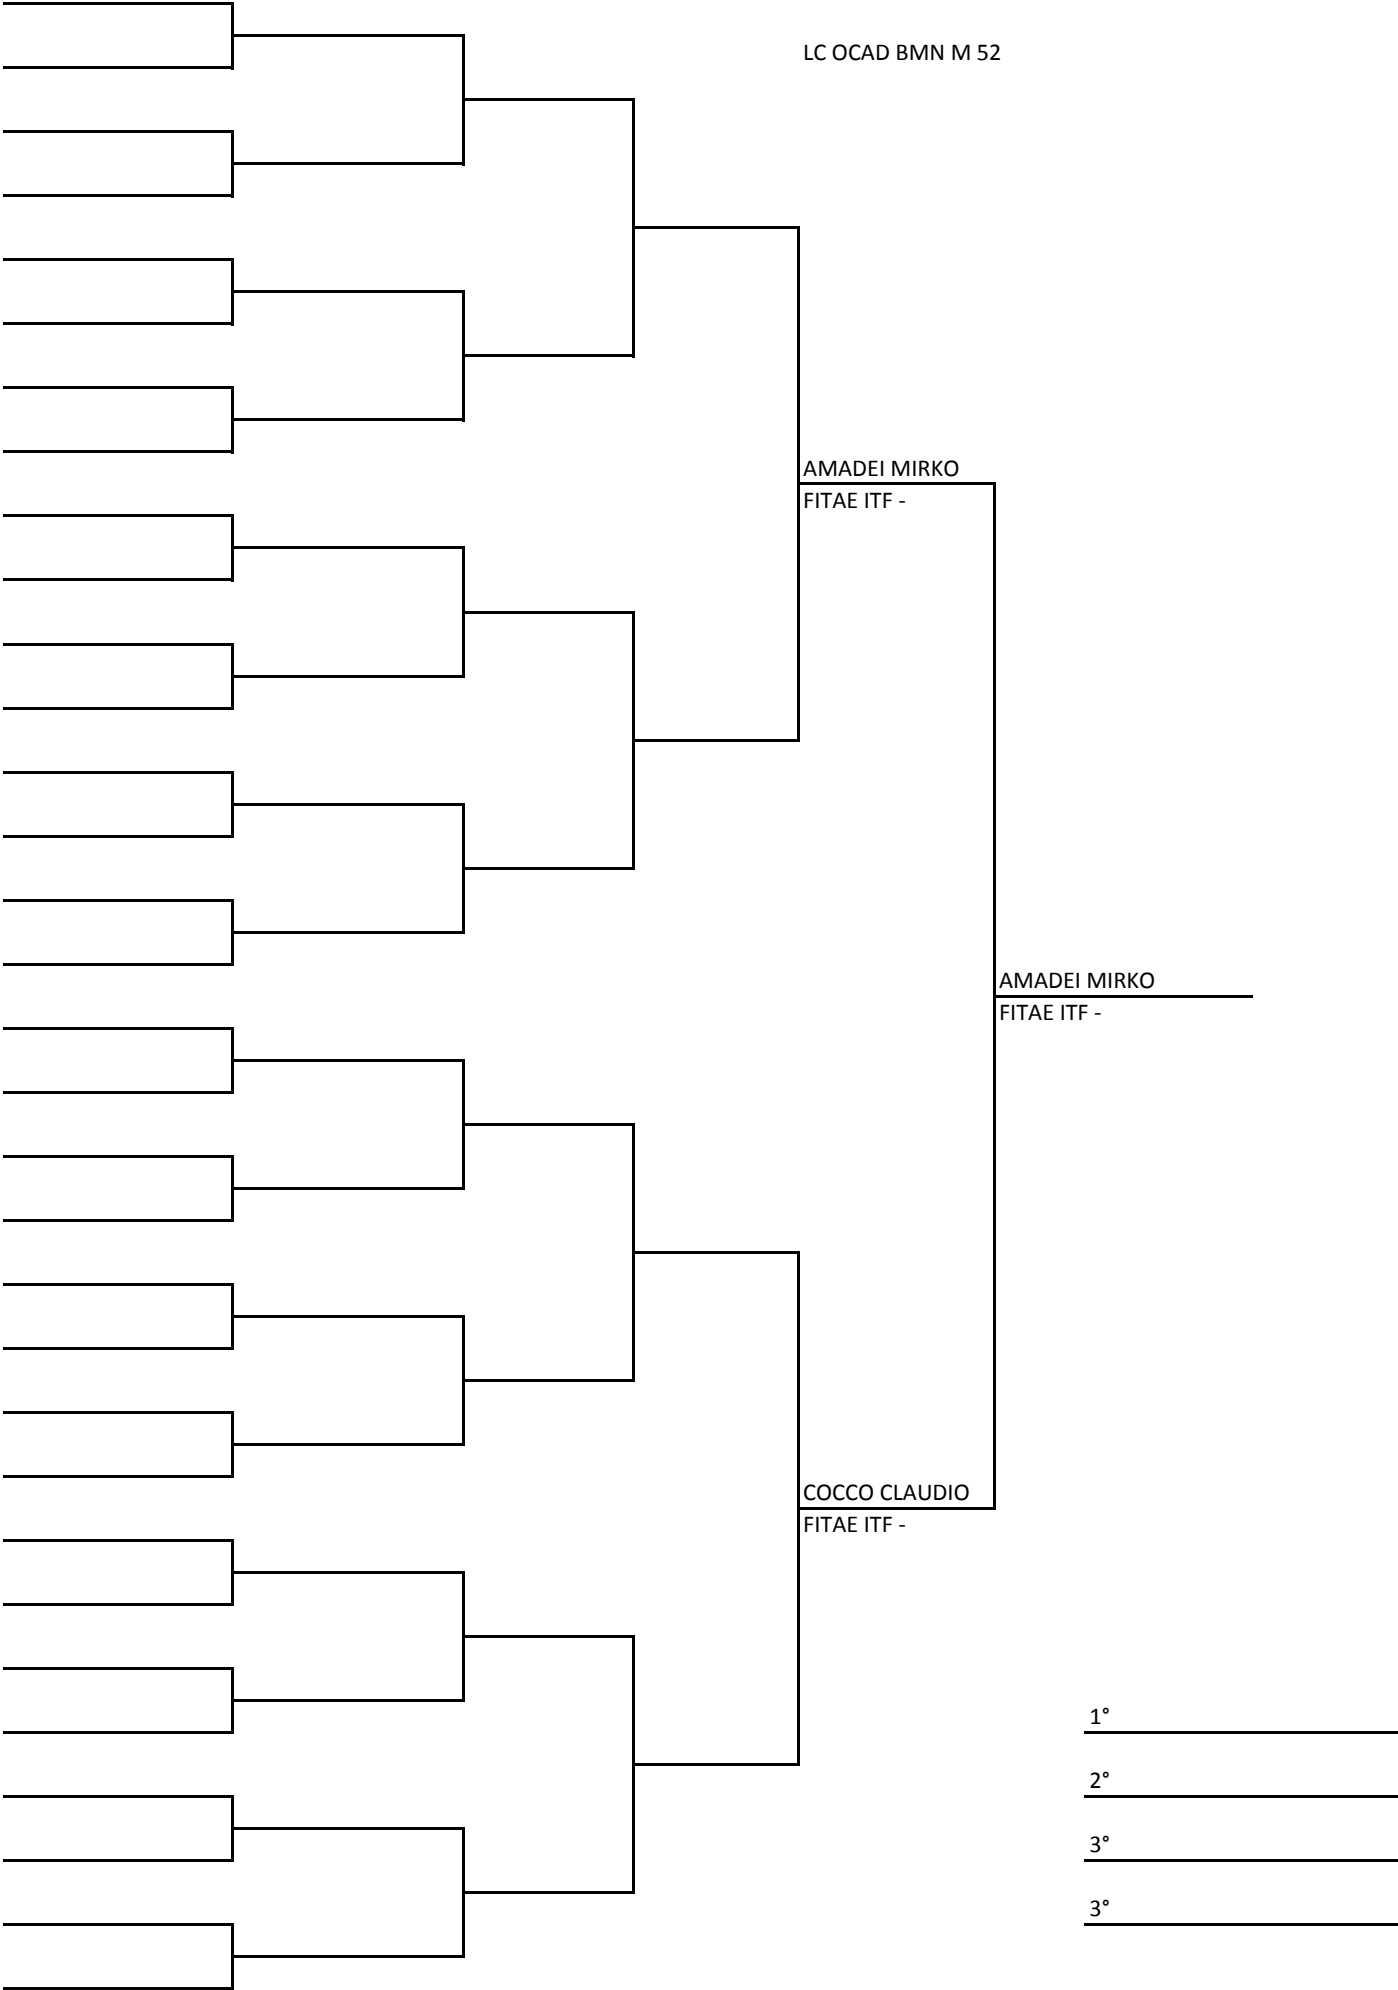 LC OCAD BMN M 52
AMADEI MIRKO
FITAE ITF -
AMADEI MIRKO
FITAE ITF -
COCCO CLAUDIO
FITAE ITF -
1°
2°
3°
3°